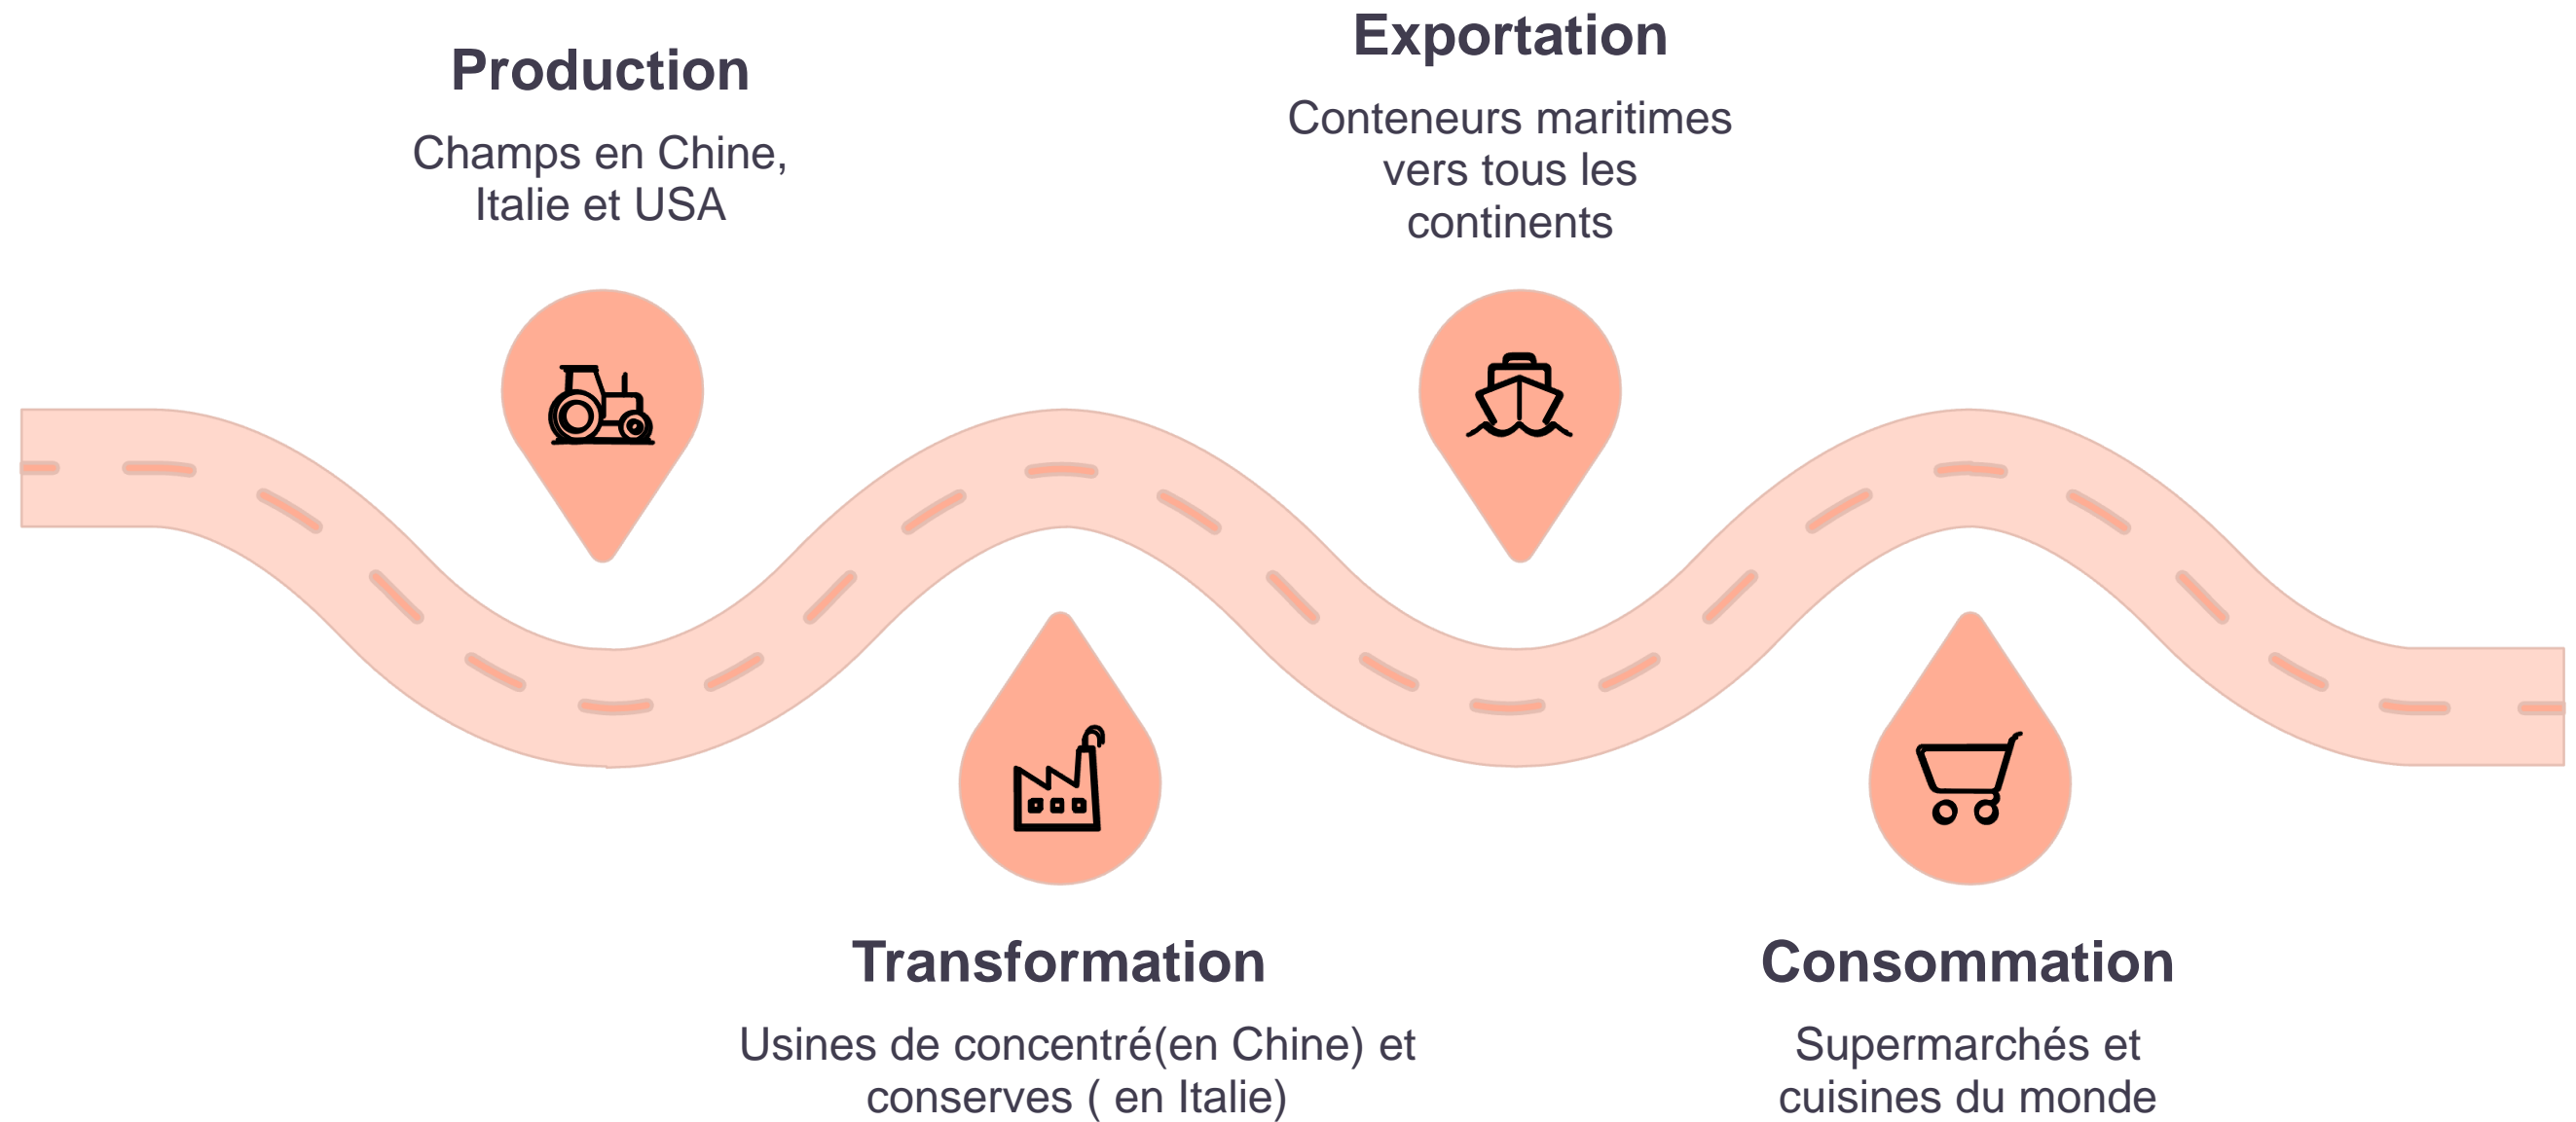 Production
Champs en Chine,
Italie et USA
Transformation
Usines de concentré(en Chine) et
conserves ( en Italie)
Exportation
Conteneurs maritimes
vers tous les
continents
Consommation
Supermarchés et
cuisines du monde